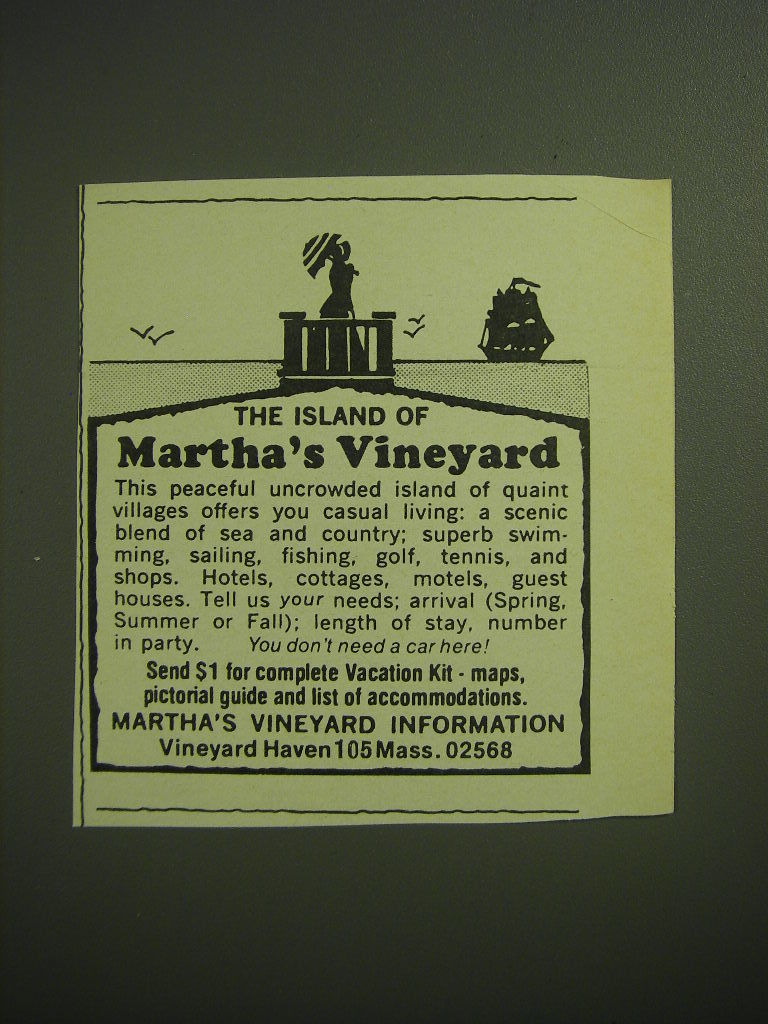 THE ISLAND OF
Martha's Vineyard
This peaceful uncrowded island of quaint
villages offers you casual living: a scenic
blend of sea and country; superb swim-
ming, sailing, fishing, golf, tennis, and
shops. Hotels, cottages, motels, guest
houses. Tell us your needs; arrival (Spring,
Summer or Fall); length of stay, number
in party. You don't need a car here!
Send $1 for complete Vacation Kit - maps,
pictorial guide and list of accommodations.
MARTHA'S VINEYARD INFORMATION
Vineyard Haven 105 Mass. 02568